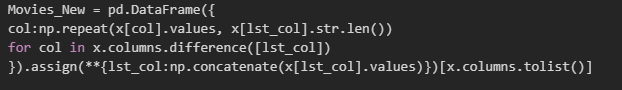 Movies_New = pd.DataFrame({
col:np.repeat(x[col].values, x[lst_col].str.len())
for col in x.columns.difference([lst_col])
}).assign(**{lst_col:np.concatenate(x[lst_col].values)})[x.columns.tolist()]